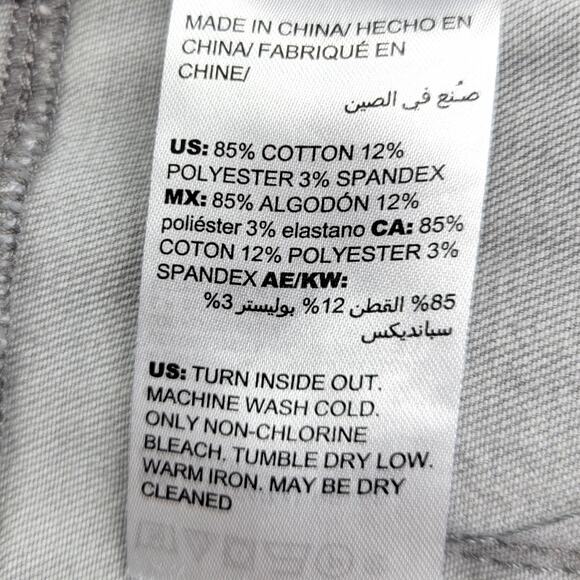 MADE IN CHINA/ HECHO EN
CHINA/ FABRIQUÉ EN
CHINE/
صُنع في الصين
US: 85% COTTON 12%
POLYESTER 3% SPANDEX
MX: 85% ALGODÓN 12%
poliéster 3% elastano CA: 85%
COTON 12% POLYESTER 3%
SPANDEX AE/KW:
85% القطن 12% بوليستر 3%
سبانديكس
US: TURN INSIDE OUT.
MACHINE WASH COLD.
ONLY NON-CHLORINE
BLEACH. TUMBLE DRY LOW.
WARM IRON. MAY BE DRY
CLEANED